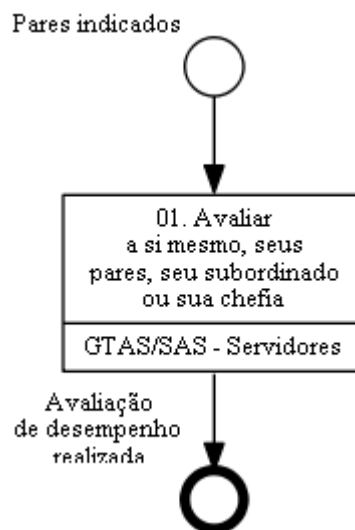 Pares indicados
01. Avaliar
a si mesmo, seus
pares, seu subordinado
ou sua chefia
GTAS/SAS - Servidores
Avaliação
de desempenho
realizada